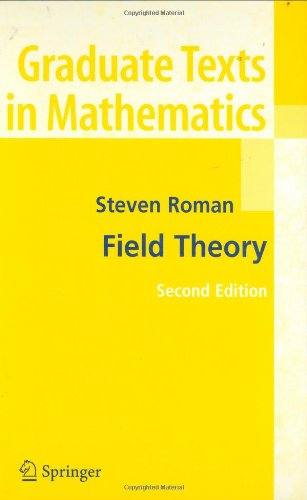 Graduate Texts
in Mathematics
Steven Roman
Field Theory
Second Edition
Springer